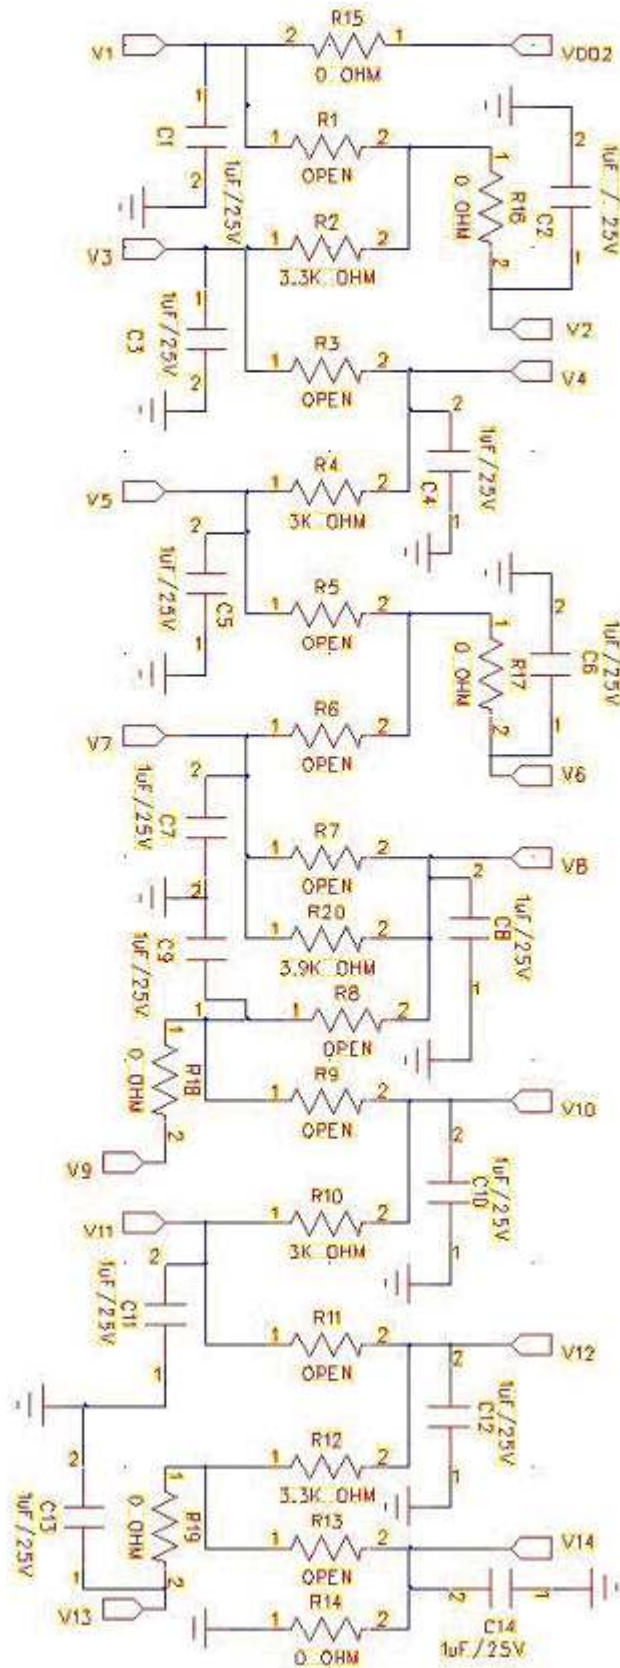 V1
2
R15
1
VDD2
0 OHM
1
C1
2
1uF/25V
1
R1
2
OPEN
1
R16
0 OHM
2
2
C2
1uF/25V
1
V2
V3
1
R2
2
3.3K OHM
1
C3
1uF/25V
2
1
R3
2
OPEN
V4
2
C4
1uF/25V
1
V5
1
R4
2
3K OHM
2
C5
1uF/25V
1
1
R5
2
OPEN
1
R17
0 OHM
2
2
C6
1uF/25V
1
V6
V7
1
R6
2
OPEN
2
C7
1uF/25V
1
R7
2
OPEN
V8
2
C8
1uF/25V
1
2
C9
1uF/25V
1
R20
2
3.9K OHM
1
1
R8
2
OPEN
1
R18
0 OHM
2
V9
1
R9
2
OPEN
V10
2
C10
1uF/25V
1
V11
1
R10
2
3K OHM
2
C11
1uF/25V
1
1
R11
2
OPEN
V12
2
C12
1uF/25V
1
1
R12
2
3.3K OHM
2
C13
1uF/25V
1
1
R19
0 OHM
2
V13
1
R13
2
OPEN
V14
2
C14
1
1uF/25V
1
R14
2
0 OHM